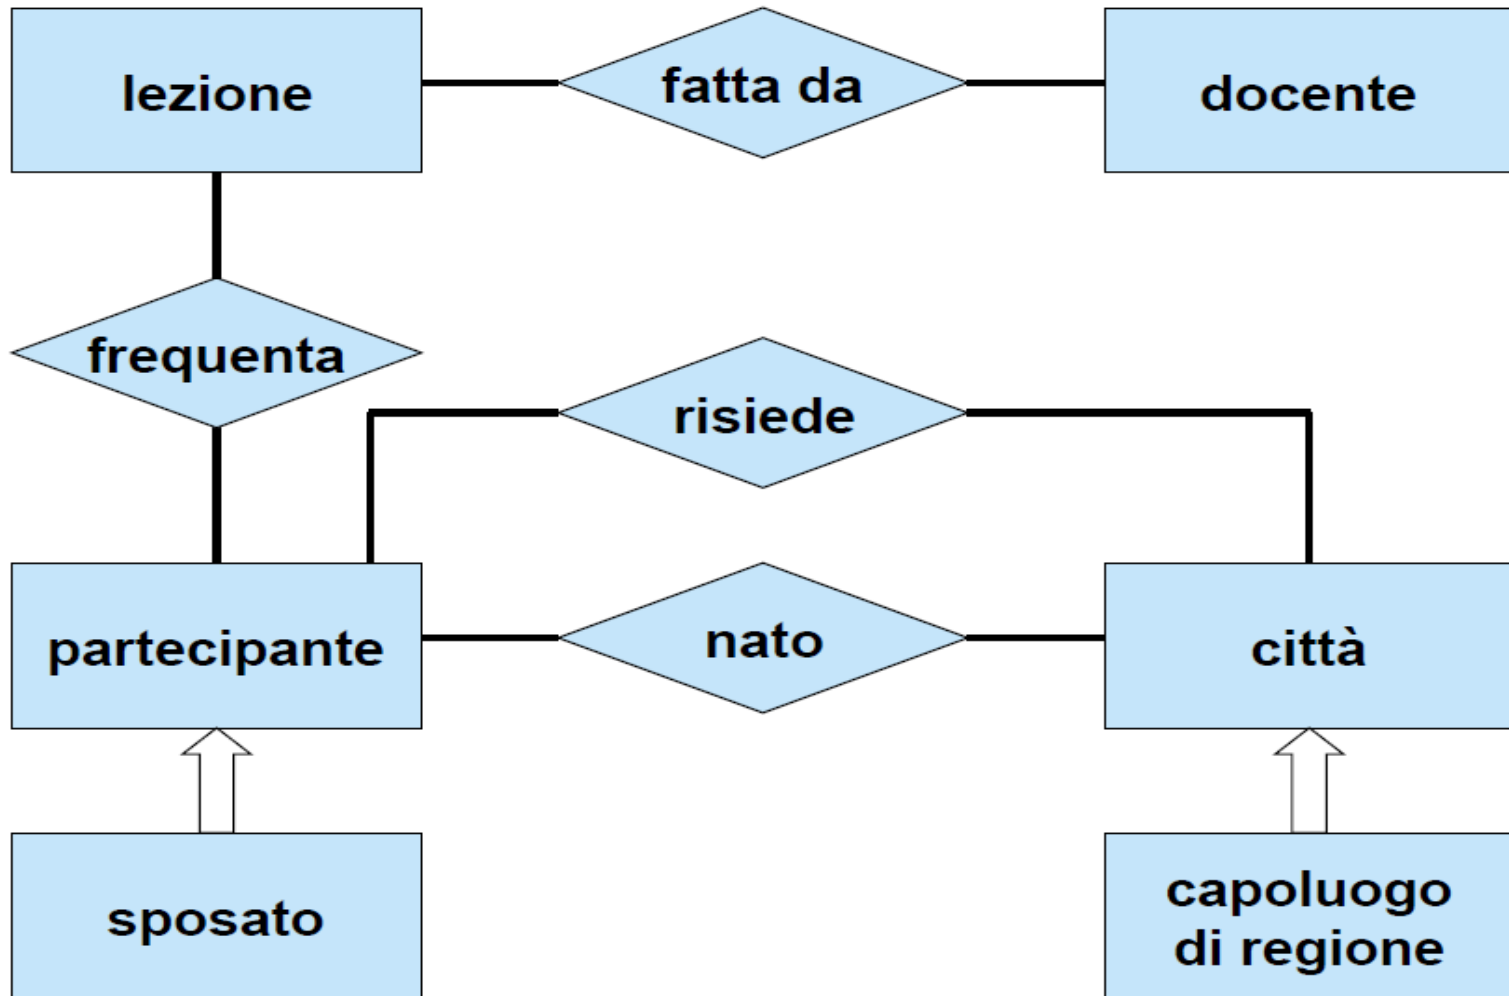 lezione
fatta da
docente
frequenta
risiede
partecipante
nato
città
sposato
capoluogo
di regione